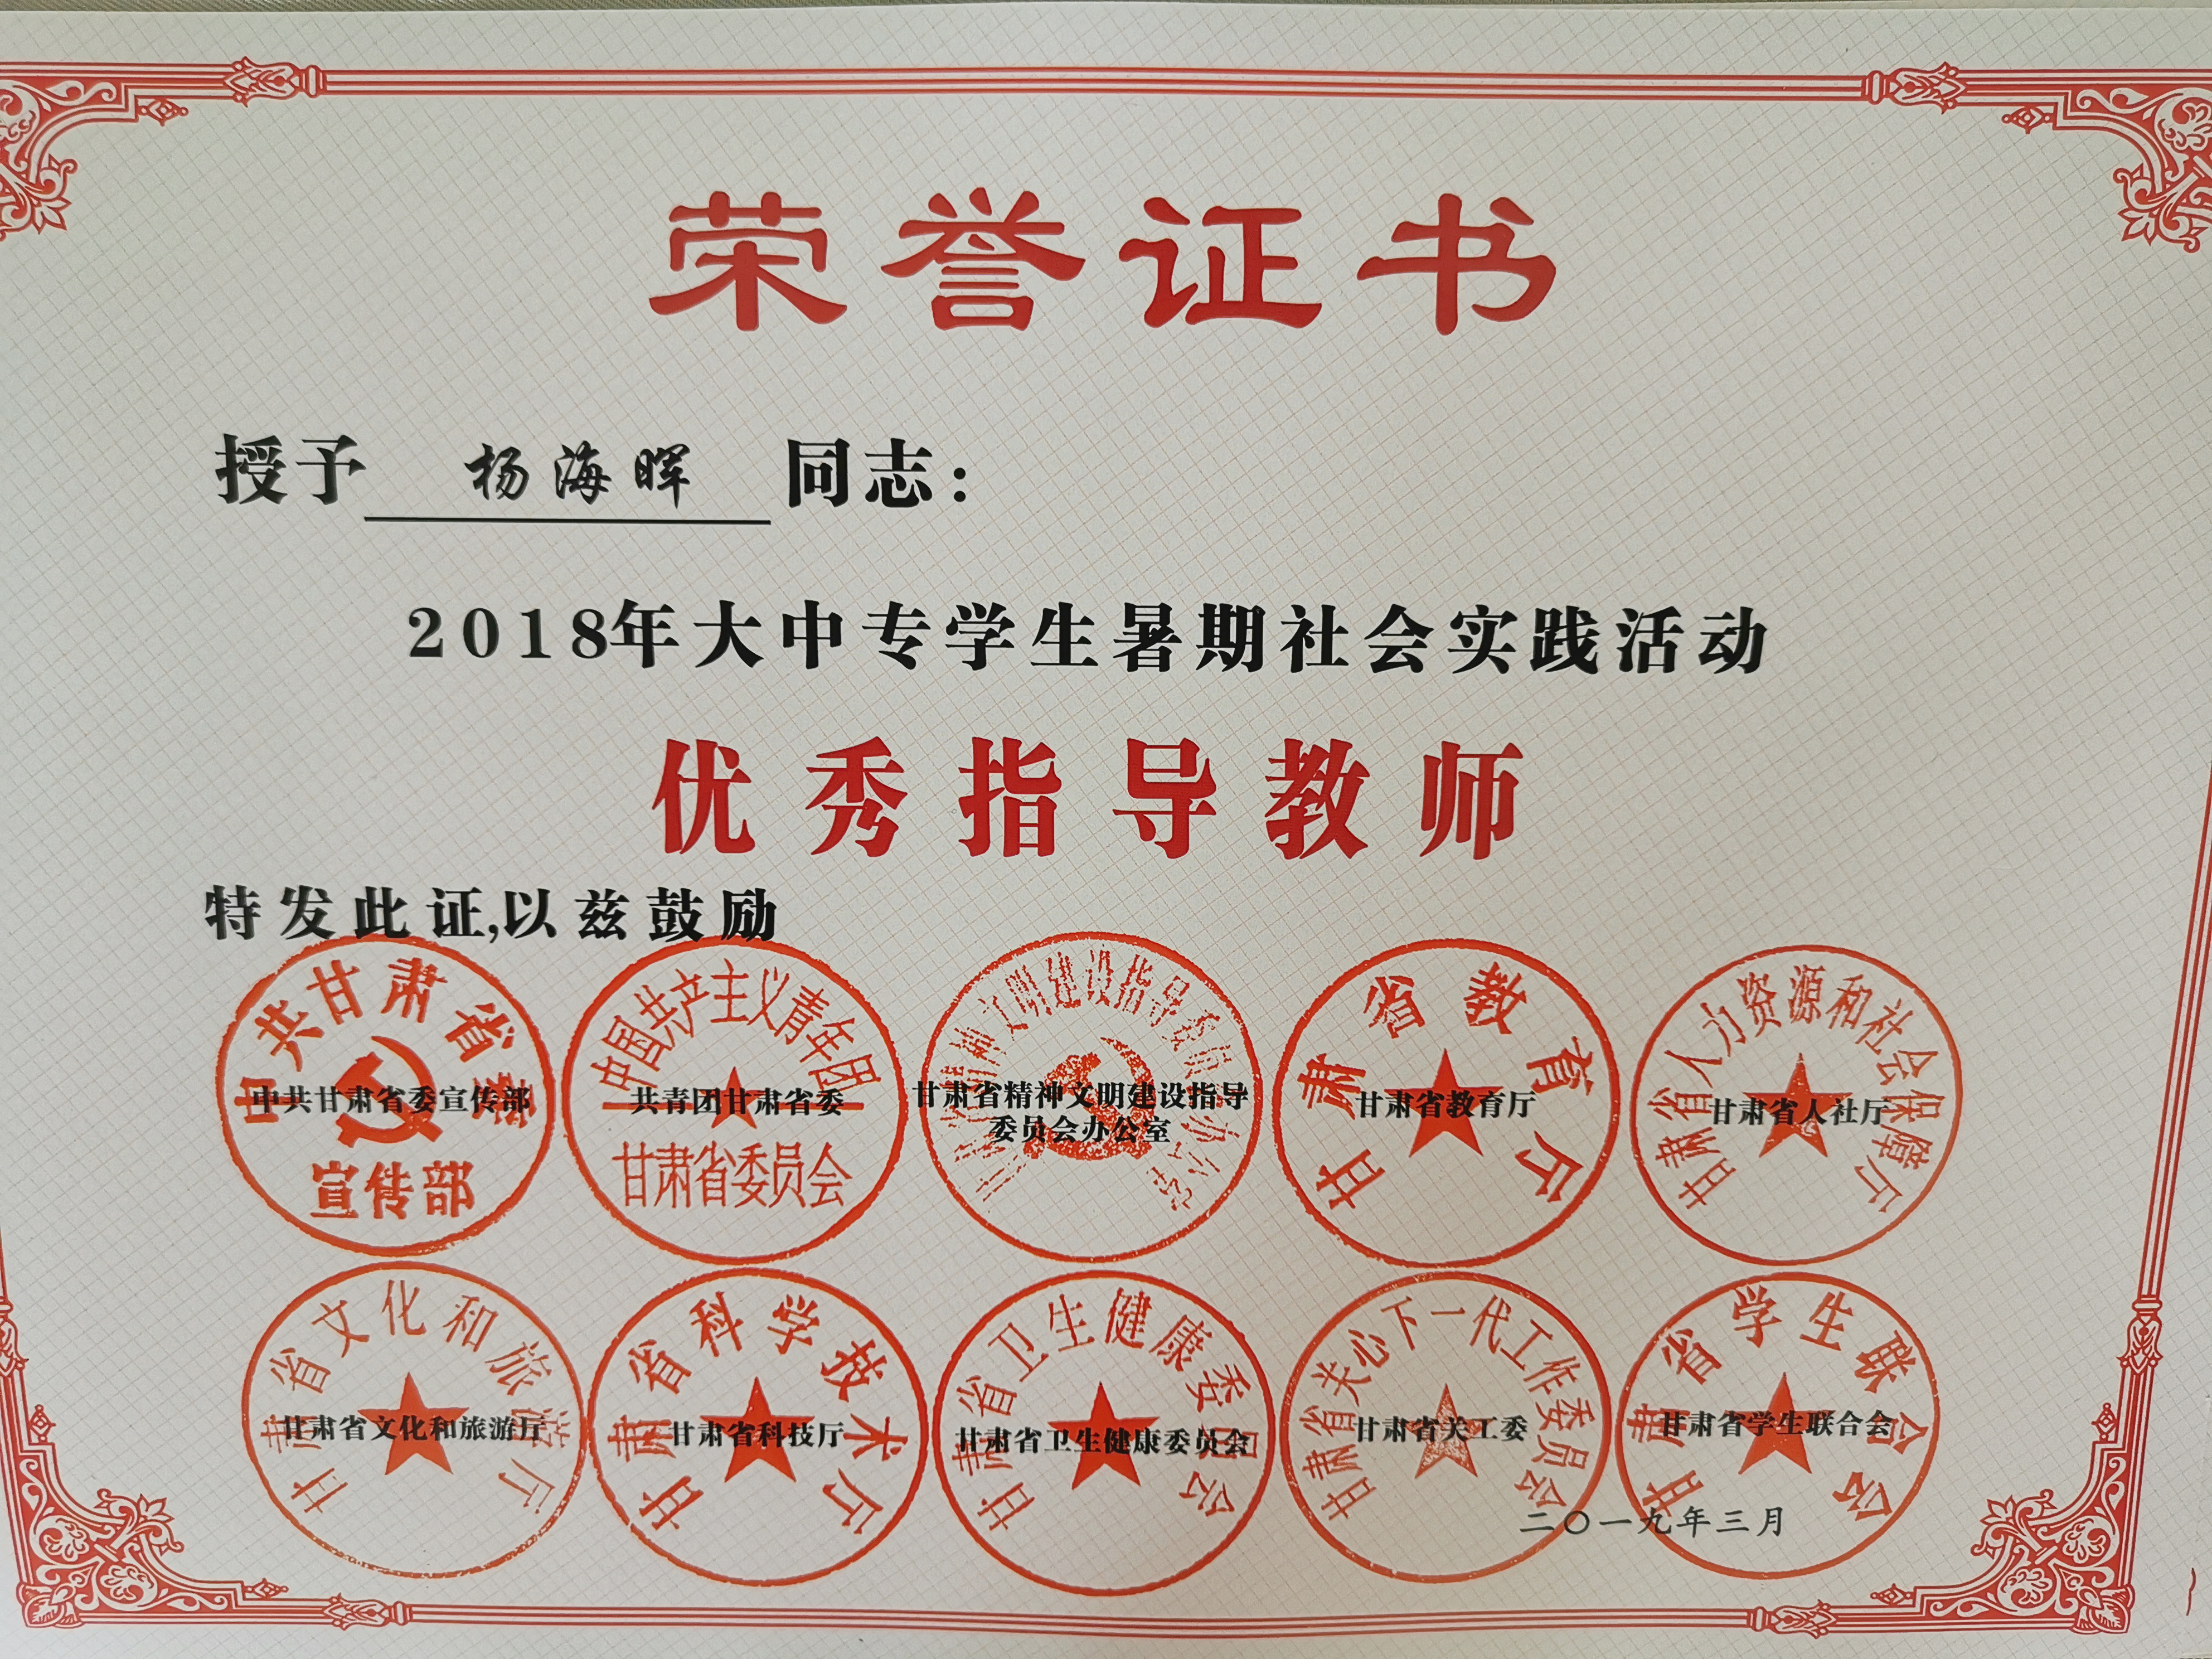 荣誉证书
授予 杨海晖 同志：
2018年大中专学生暑期社会实践活动
优秀指导教师
特发此证,以兹鼓励
中共甘肃省委
宣传部
中共甘肃省委宣传部
中国共产主义青年团
甘肃省委员会
共青团甘肃省委
甘肃省精神文明建设指导
委员会办公室
甘肃省教育厅
甘肃省教育厅
甘肃省人力资源和社会保障厅
甘肃省人社厅
甘肃省文化和旅游厅
甘肃省文化和旅游厅
甘肃省科学技术厅
甘肃省科技厅
甘肃省卫生健康委员会
甘肃省卫生健康委员会
甘肃省关心下一代工作委员会
甘肃省关工委
甘肃省学生联合会
甘肃省学生联合会
二〇一九年三月